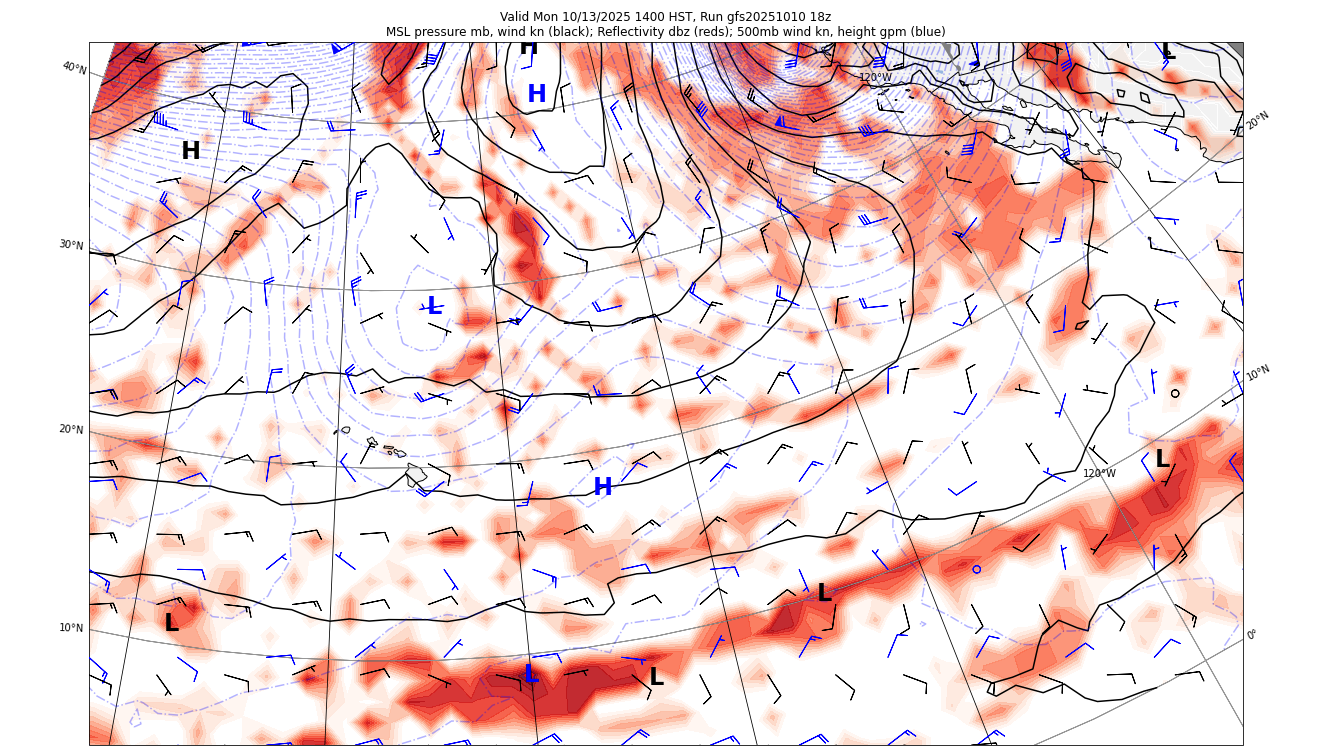 Valid Mon 10/13/2025 1400 HST, Run gfs20251010 18z
MSL pressure mb, wind kn (black); Reflectivity dbz (reds); 500mb wind kn, height gpm (blue)
H
L
40°N
120°W
H
20°N
H
30°N
L
10°N
20°N
L
120°W
H
L
L
10°N
0°
L
L